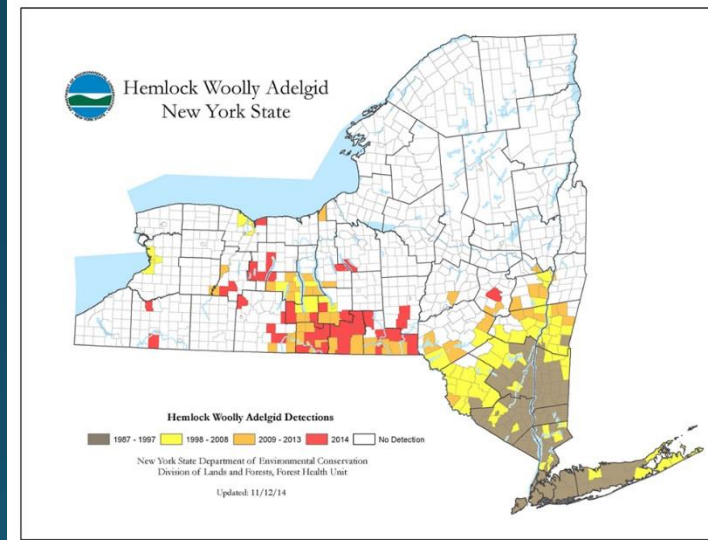 Hemlock Woolly Adelgid
New York State
Hemlock Woolly Adelgid Detections
1987 - 1997 1998 - 2008 2009 - 2013 2014 No Detection
New York State Department of Environmental Conservation
Division of Lands and Forests, Forest Health Unit
Updated: 11/12/14